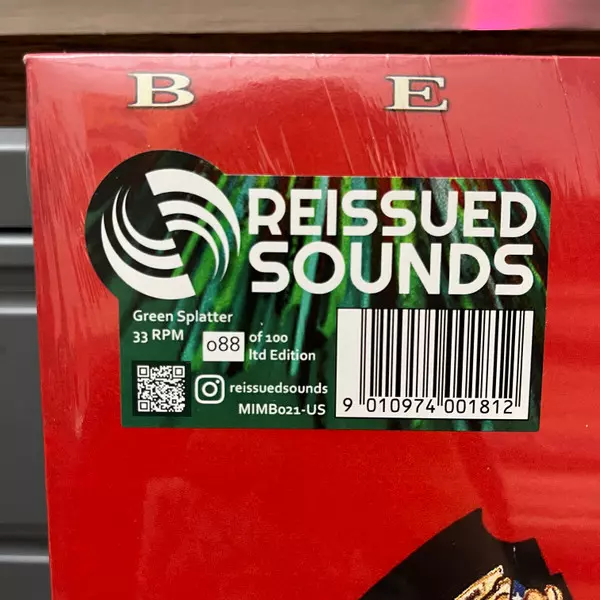 B E
REISSUED
SOUNDS
Green Splatter
33 RPM
088 of 100
ltd Edition
reissuedsounds
MIMB021-US
9 010974 001812